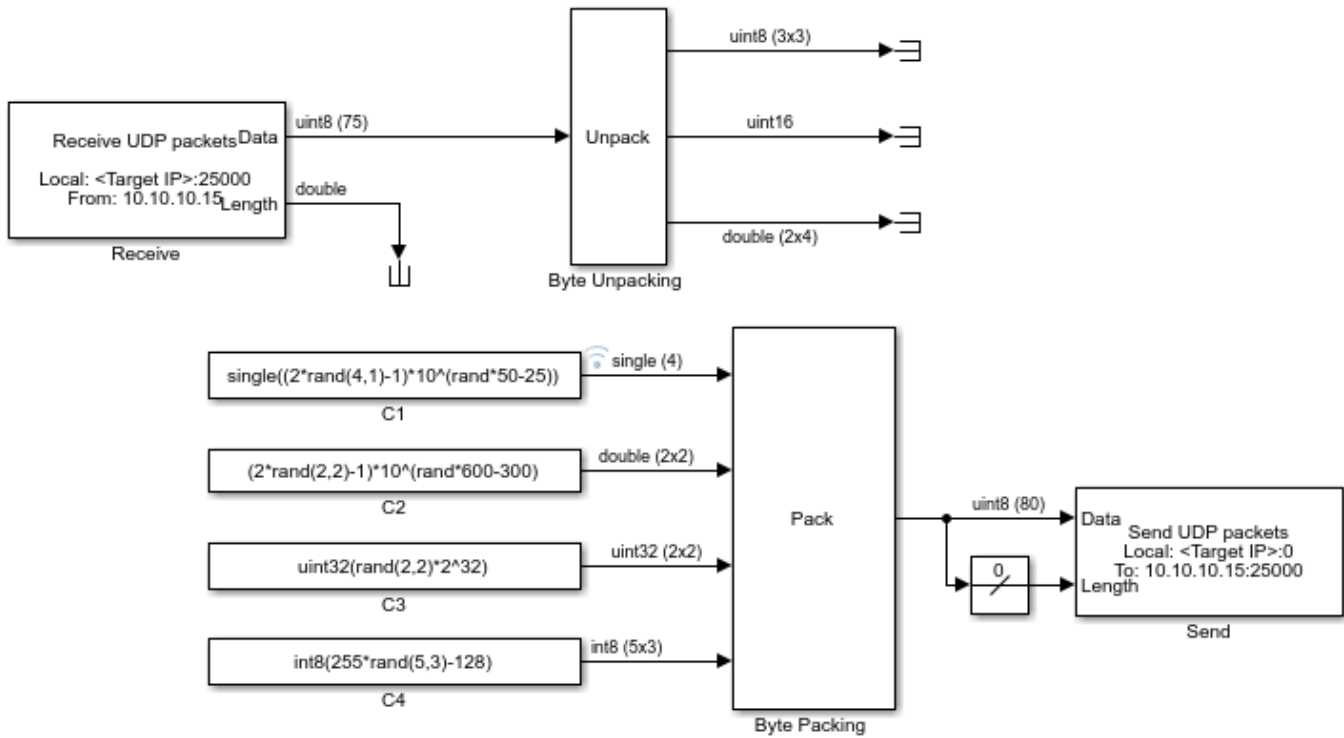 uint8 (3x3)
uint8 (75)
Receive UDP packets
Data
Unpack
uint16
Local: <Target IP>:25000
From: 10.10.10.15
Length
double
double (2x4)
Receive
Byte Unpacking
single((2*rand(4,1)-1)*10^(rand*50-25))
single (4)
C1
(2*rand(2,2)-1)*10^(rand*600-300)
double (2x2)
C2
Pack
uint8 (80)
Data
Send UDP packets
Local: <Target IP>:0
To: 10.10.10.15:25000
Length
0
Send
uint32(rand(2,2)*2^32)
uint32 (2x2)
C3
int8(255*rand(5,3)-128)
int8 (5x3)
C4
Byte Packing